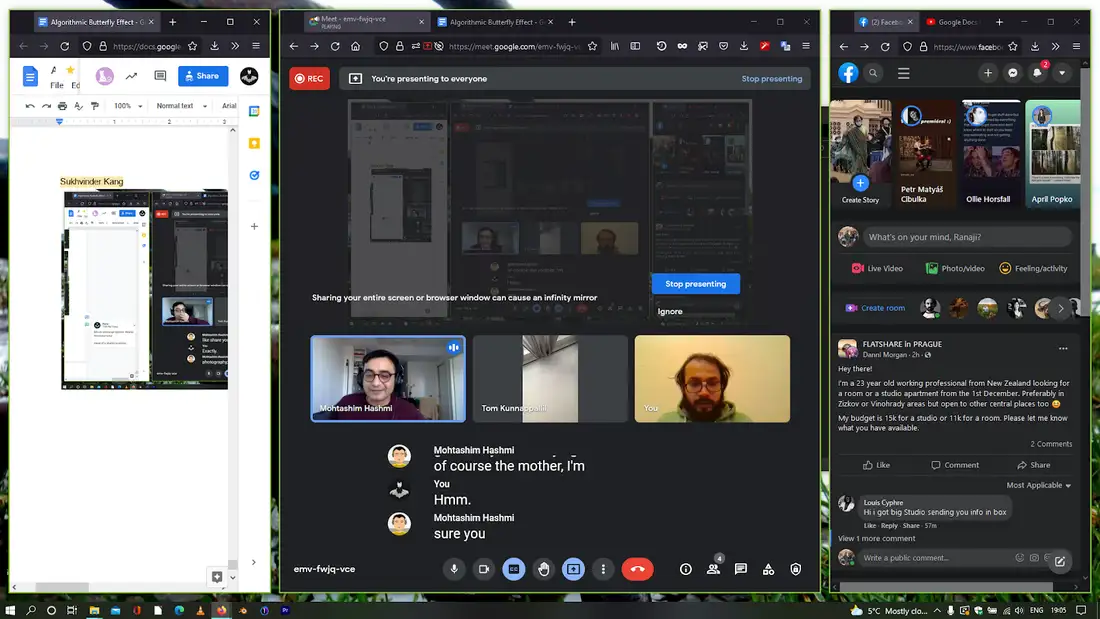 Algorithmic Butterfly Effect - G
https://docs.google.
File
Ed
Share
100%
Normal text
Arial
1
2
Sukhvinder Kang
Meet - emv-fwjq-vce
PLAYING
Algorithmic Butterfly Effect - G
https://meet.google.com/emv-fwjq-v
REC
You're presenting to everyone
Stop presenting
Sharing your entire screen or browser window can cause an infinity mirror
Stop presenting
Ignore
Mohtashim Hashmi
Tom Kunnappallil
You
Mohtashim Hashmi
of course the mother, I'm
You
Hmm.
Mohtashim Hashmi
sure you
emv-fwjq-vce
4
(2) Facebook
Google Docs
https://www.facebo
2
Create Story
premiéra! :)
Petr Matyáš
Cibulka
Ollie Horsfall
April Popko
What's on your mind, Ranaji?
Live Video
Photo/video
Feeling/activity
Create room
FLATSHARE in PRAGUE
Danni Morgan · 2h ·
Hey there!
I'm a 23 year old working professional from New Zealand looking for
a room or a studio apartment from the 1st December. Preferably in
Zizkov or Vinohrady areas but open to other central places too 😊
My budget is 15k for a studio or 11k for a room. Please let me know
what you have available.
2 Comments
Like
Comment
Share
Most Applicable
Louis Cyphre
Hi i got big Studio sending you info in box
Like · Reply · Share · 57m
View 1 more comment
Write a public comment...
5°C Mostly clo...
ENG
19:05